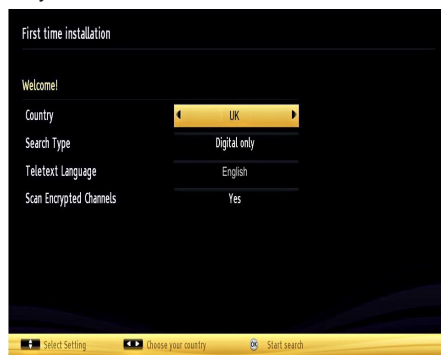 First time installation
Welcome!
Country UK
Search Type Digital only
Teletext Language English
Scan Encrypted Channels Yes
Select Setting Choose your country OK Start search